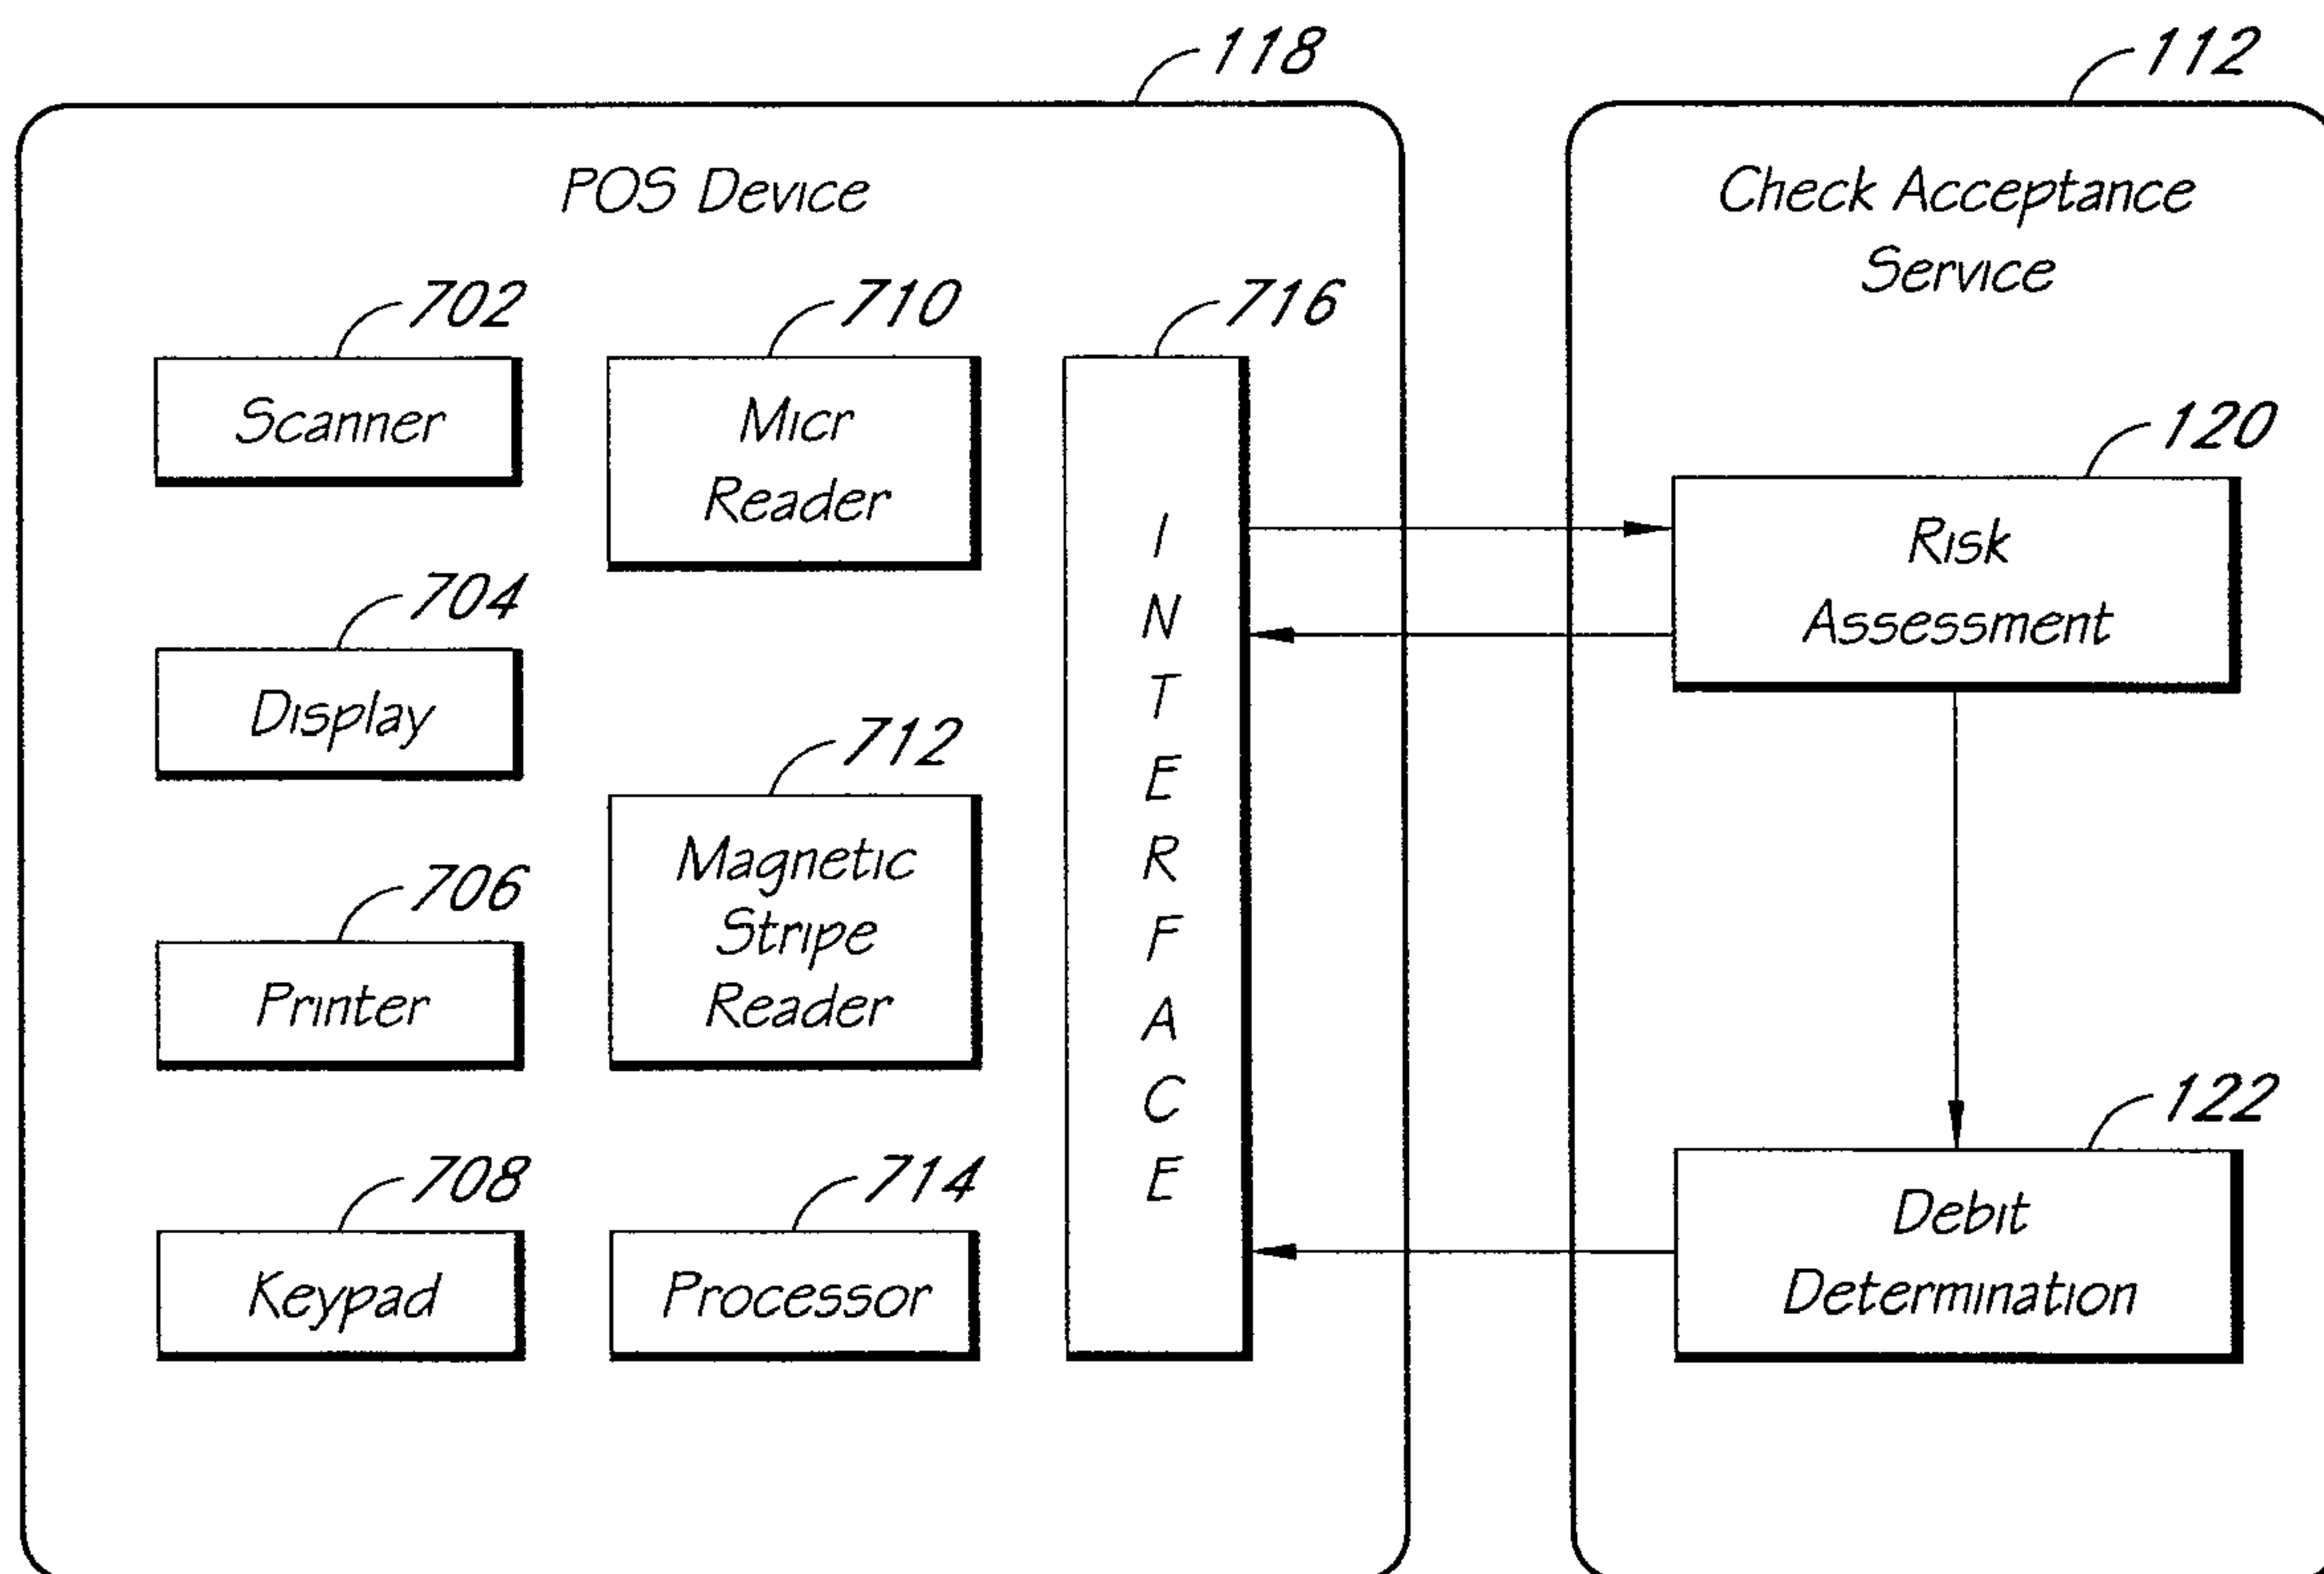 118
112
POS Device
Check Acceptance
Service
702
Scanner
710
Micr
Reader
716
INTERFACE
120
Risk
Assessment
704
Display
712
Magnetic
Stripe
Reader
706
Printer
122
Debit
Determination
708
Keypad
714
Processor